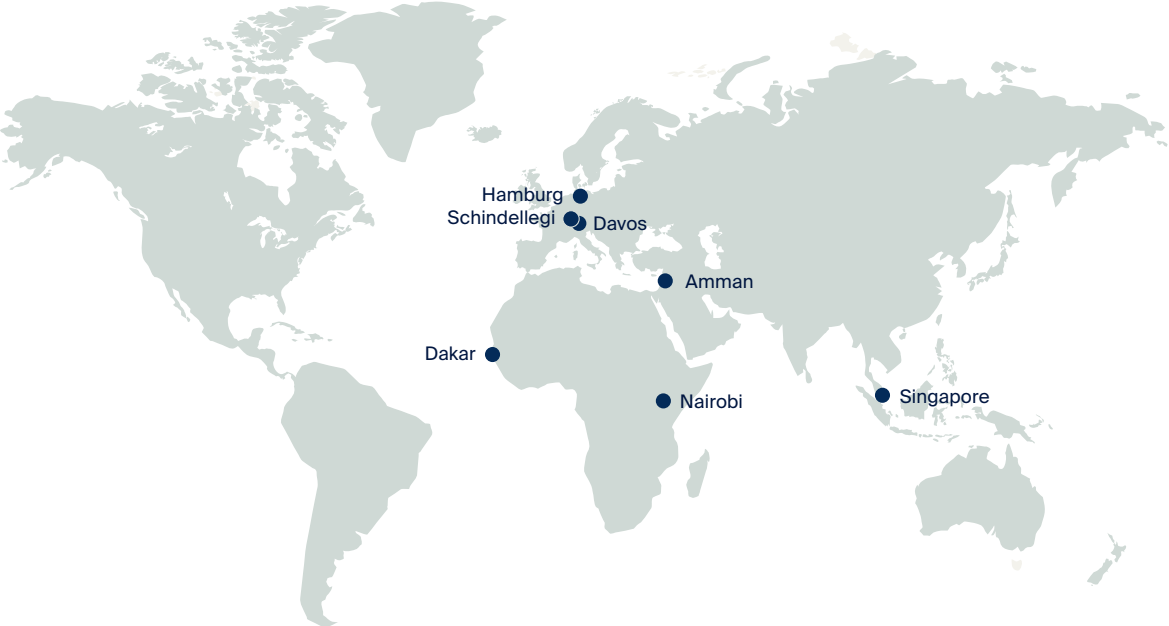 Hamburg
Schindellegi
Davos
Amman
Dakar
Nairobi
Singapore